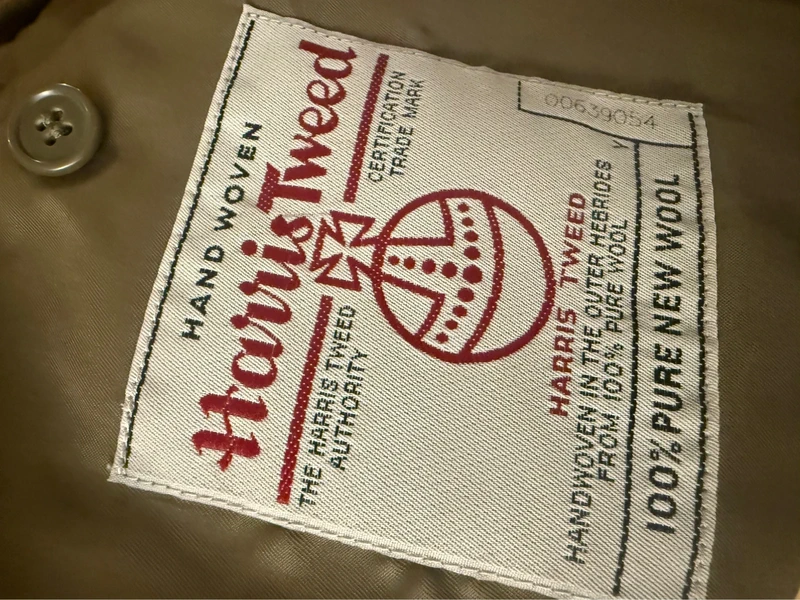 HAND WOVEN
Harris Tweed
THE HARRIS TWEED AUTHORITY
CERTIFICATION TRADE MARK
HARRIS TWEED
HANDWOVEN IN THE OUTER HEBRIDES
FROM 100% PURE WOOL
Y
00639054
100% PURE NEW WOOL